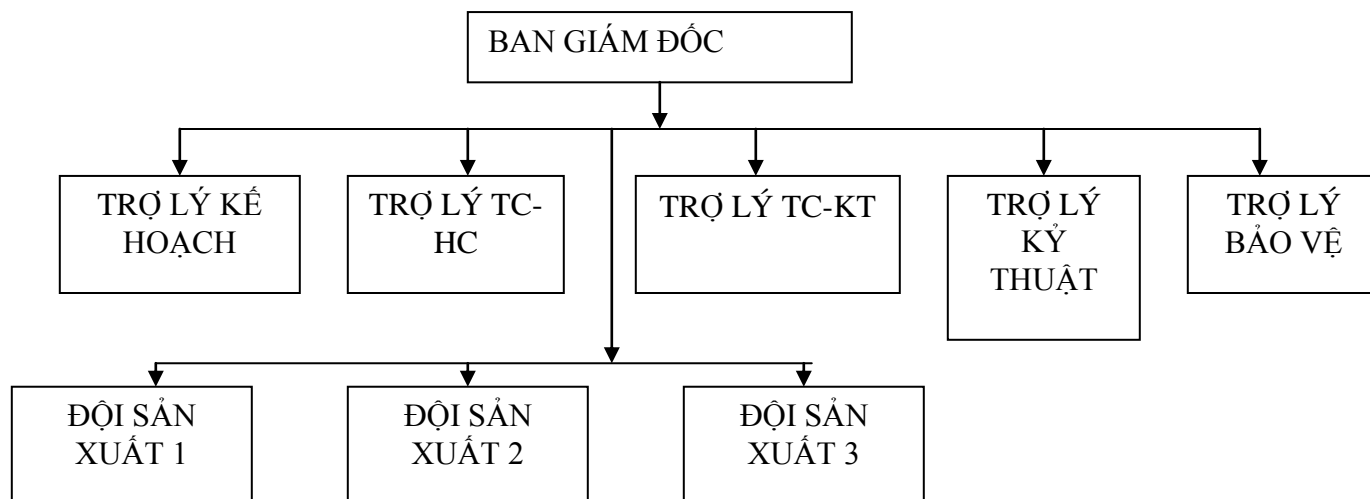 BAN GIÁM ĐỐC
TRỢ LÝ KẾ
HOẠCH
TRỢ LÝ TC-
HC
TRỢ LÝ TC-KT
TRỢ LÝ
KỶ
THUẬT
TRỢ LÝ
BẢO VỆ
ĐỘI SẢN
XUẤT 1
ĐỘI SẢN
XUẤT 2
ĐỘI SẢN
XUẤT 3